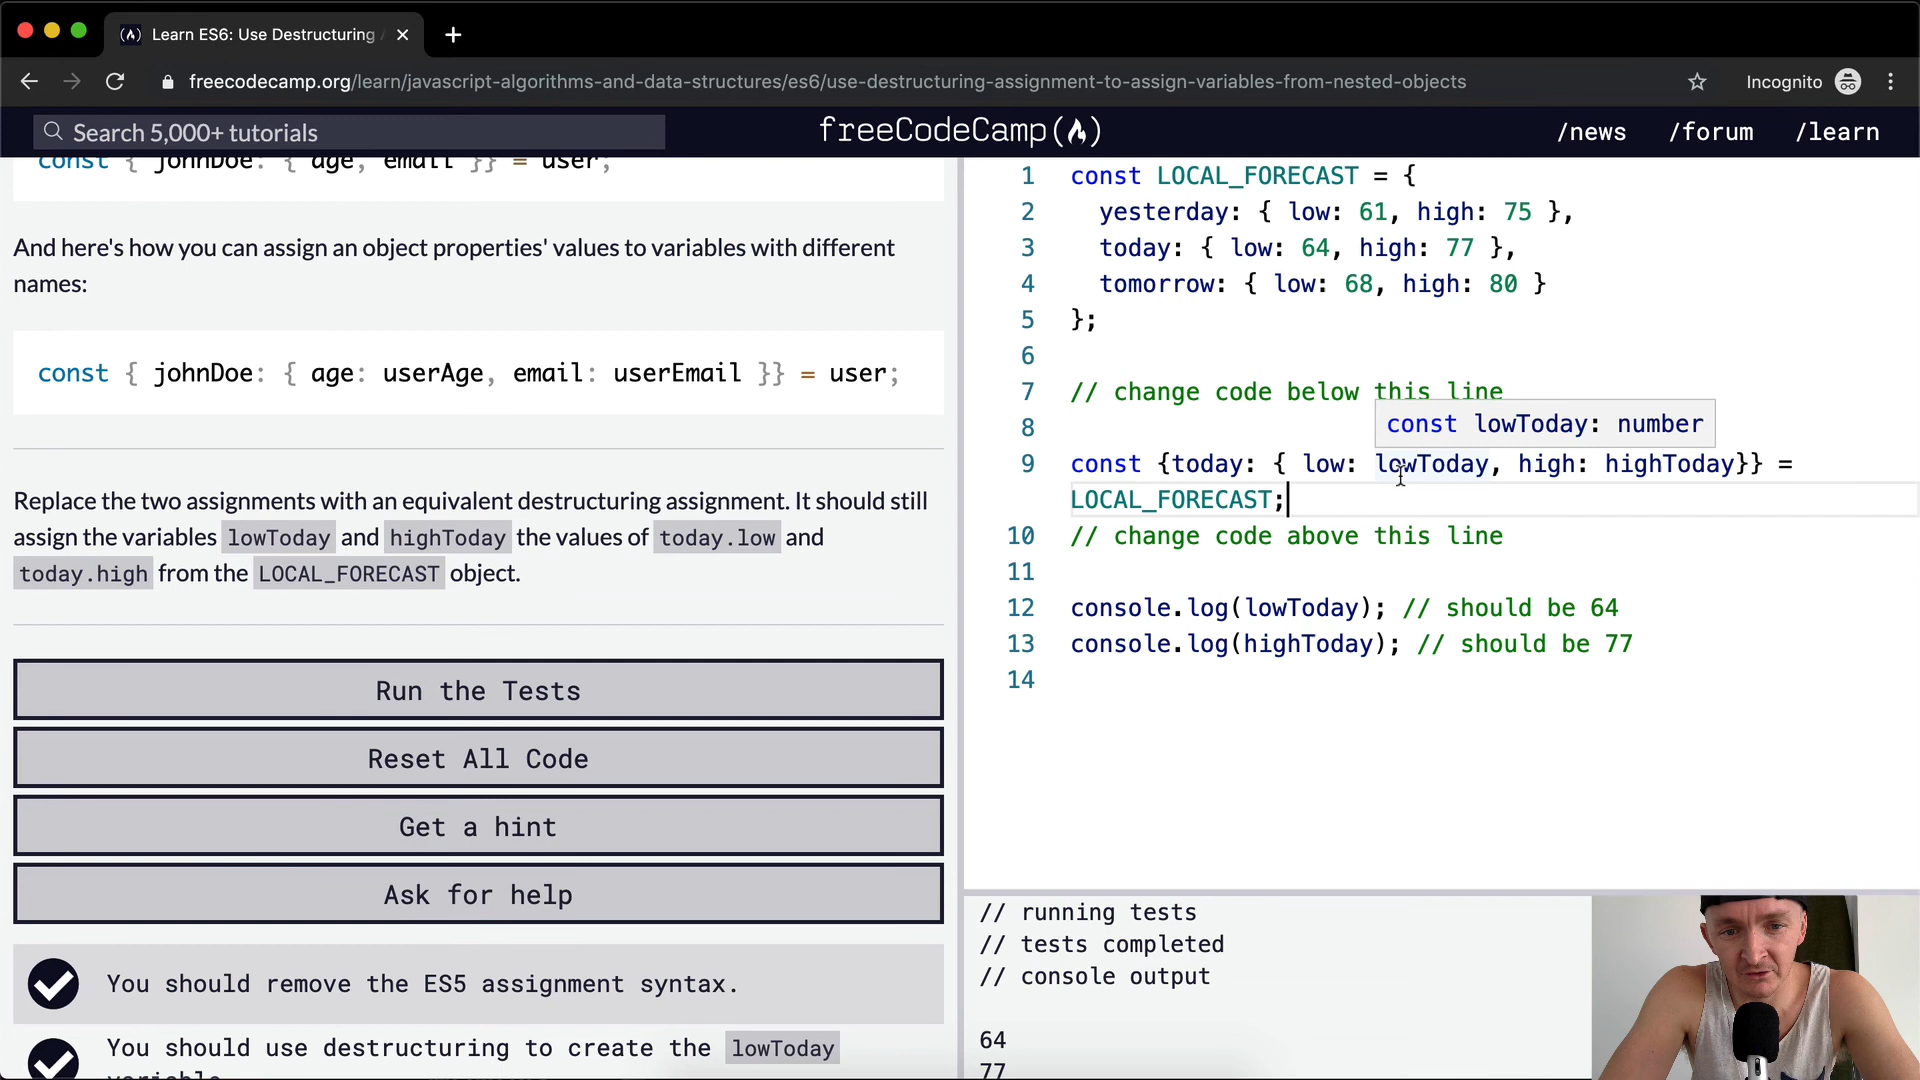 Learn ES6: Use Destructuring
freecodecamp.org/learn/javascript-algorithms-and-data-structures/es6/use-destructuring-assignment-to-assign-variables-from-nested-objects
Incognito
Search 5,000+ tutorials
freeCodeCamp
/news /forum /learn
const { johnDoe: { age, email }} = user;
And here's how you can assign an object properties' values to variables with different
names:
const { johnDoe: { age: userAge, email: userEmail }} = user;
Replace the two assignments with an equivalent destructuring assignment. It should still
assign the variables lowToday and highToday the values of today.low and
today.high from the LOCAL_FORECAST object.
Run the Tests
Reset All Code
Get a hint
Ask for help
You should remove the ES5 assignment syntax.
You should use destructuring to create the lowToday
variable.
1 const LOCAL_FORECAST = {
2 yesterday: { low: 61, high: 75 },
3 today: { low: 64, high: 77 },
4 tomorrow: { low: 68, high: 80 }
5 };
6
7 // change code below this line
8
const lowToday: number
9 const {today: { low: lowToday, high: highToday}} =
LOCAL_FORECAST;
10 // change code above this line
11
12 console.log(lowToday); // should be 64
13 console.log(highToday); // should be 77
14
// running tests
// tests completed
// console output
64
77